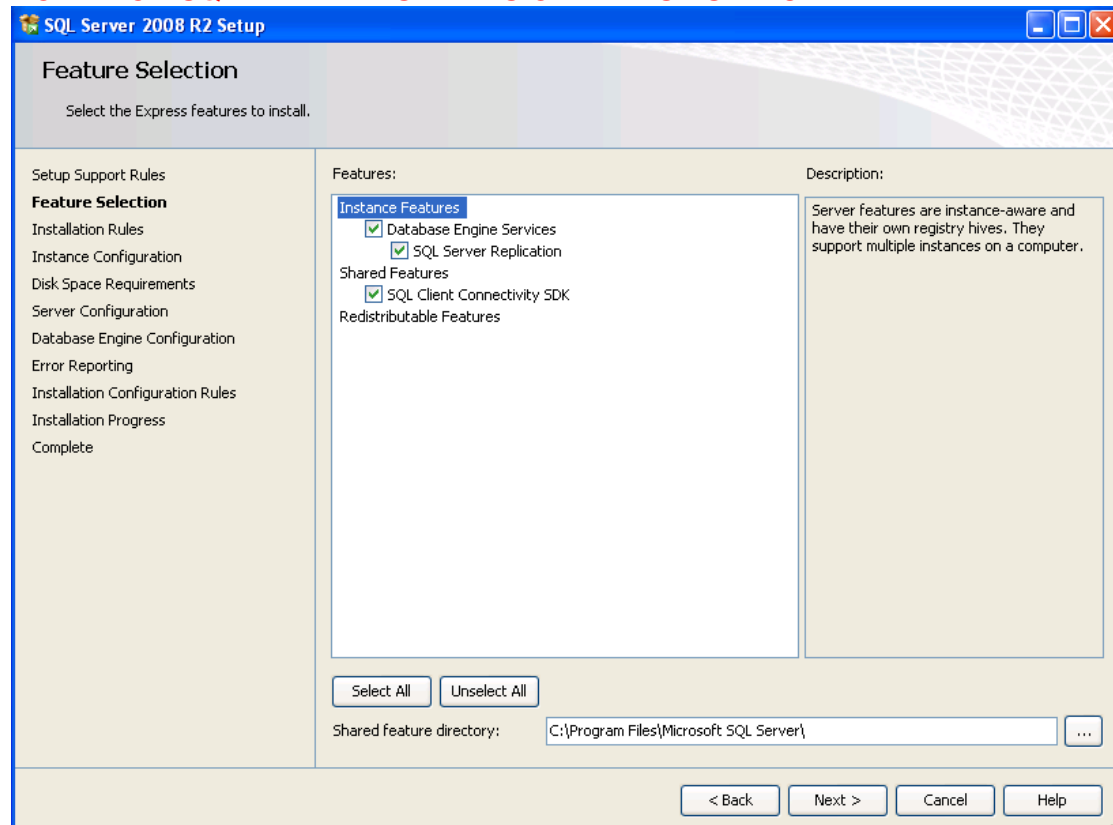 SQL Server 2008 R2 Setup
Feature Selection
Select the Express features to install.
Setup Support Rules
Feature Selection
Installation Rules
Instance Configuration
Disk Space Requirements
Server Configuration
Database Engine Configuration
Error Reporting
Installation Configuration Rules
Installation Progress
Complete
Features:
Instance Features
Database Engine Services
SQL Server Replication
Shared Features
SQL Client Connectivity SDK
Redistributable Features
Description:
Server features are instance-aware and
have their own registry hives. They
support multiple instances on a computer.
Select All
Unselect All
Shared feature directory:
C:\Program Files\Microsoft SQL Server\
...
< Back
Next >
Cancel
Help